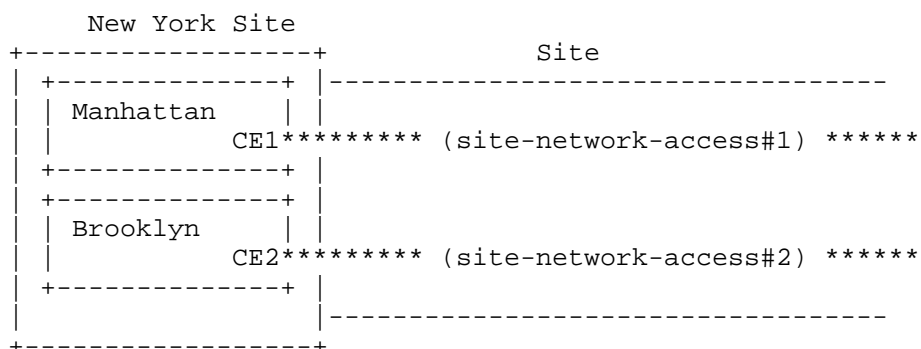 New York Site
+------------------+ Site
| +--------------+ |-----------------------------------
| | Manhattan | |
| | CE1********* (site-network-access#1) ******
| +--------------+ |
| +--------------+ |
| | Brooklyn | |
| | CE2********* (site-network-access#2) ******
| +--------------+ |
| |-----------------------------------
+------------------+